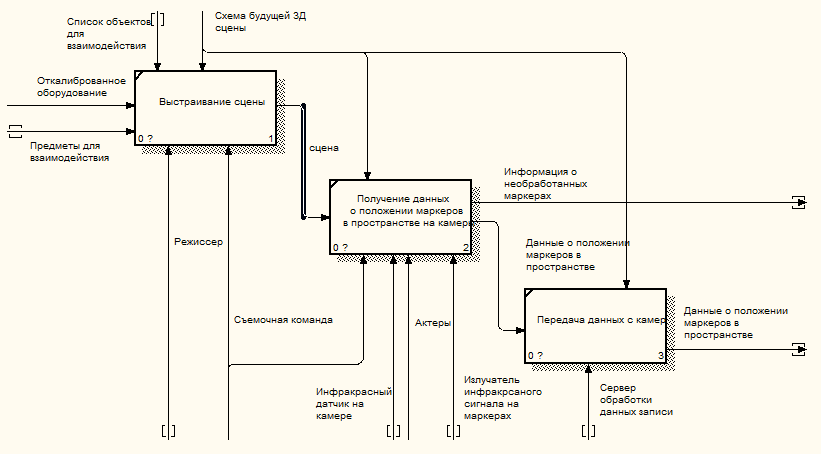 Список объектов
для
взаимодействия
Схема будущей 3Д
сцены
Откалиброванное
оборудование
Выстраивание сцены
0 ?
1
Предметы для
взаимодействия
сцена
Информация о
необработанных
маркерах
Получение данных
о положении маркеров
в пространстве на камеры
0 ?
2
Режиссер
Данные о положении
маркеров в
пространстве
Съемочная команда
Актеры
Передача данных с камер
0 ?
3
Данные о положении
маркеров в
пространстве
Инфракрасный
датчик на
камере
Излучатель
инфракрсаного
сигнала на
маркерах
Сервер
обработки
данных записи